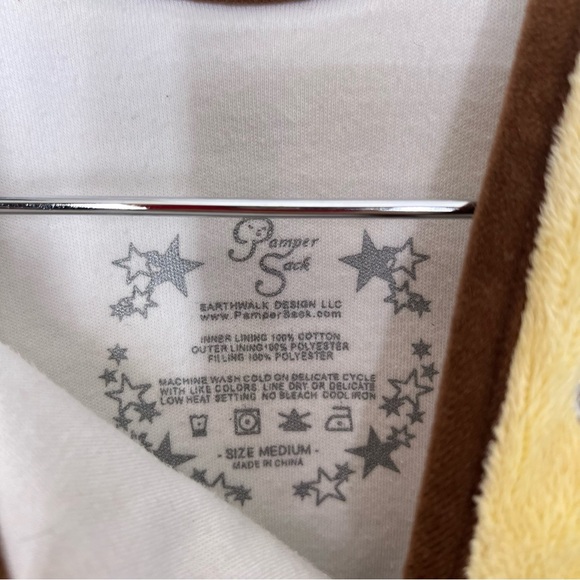 Pamper
Sack
EARTHWALK DESIGN LLC
www.PamperSack.com
INNER LINING 100% COTTON
OUTER LINING 100% POLYESTER
FILLING 100% POLYESTER
MACHINE WASH COLD ON DELICATE CYCLE
WITH LIKE COLORS. LINE DRY OR DELICATE
LOW HEAT SETTING. NO BLEACH COOL IRON
- SIZE MEDIUM -
MADE IN CHINA